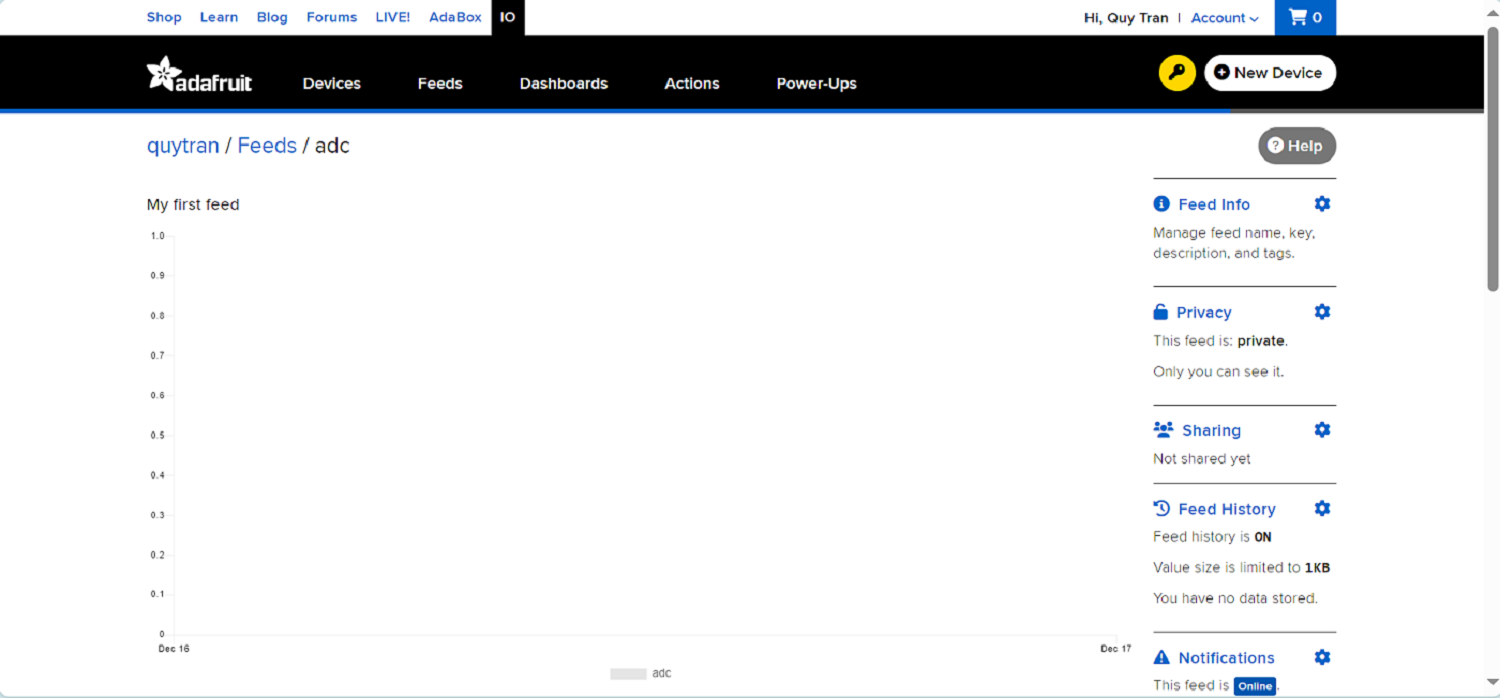 Shop Learn Blog Forums LIVE! AdaBox IO Hi, Quy Tran | Account 0
adafruit Devices Feeds Dashboards Actions Power-Ups New Device
quytran / Feeds / adc
Help
My first feed
1.0
0.9
0.8
0.7
0.6
0.5
0.4
0.3
0.2
0.1
0
Dec 16 Dec 17
adc
Feed Info
Manage feed name, key,
description, and tags.
Privacy
This feed is: private.
Only you can see it.
Sharing
Not shared yet
Feed History
Feed history is ON
Value size is limited to 1KB
You have no data stored.
Notifications
This feed is Online.